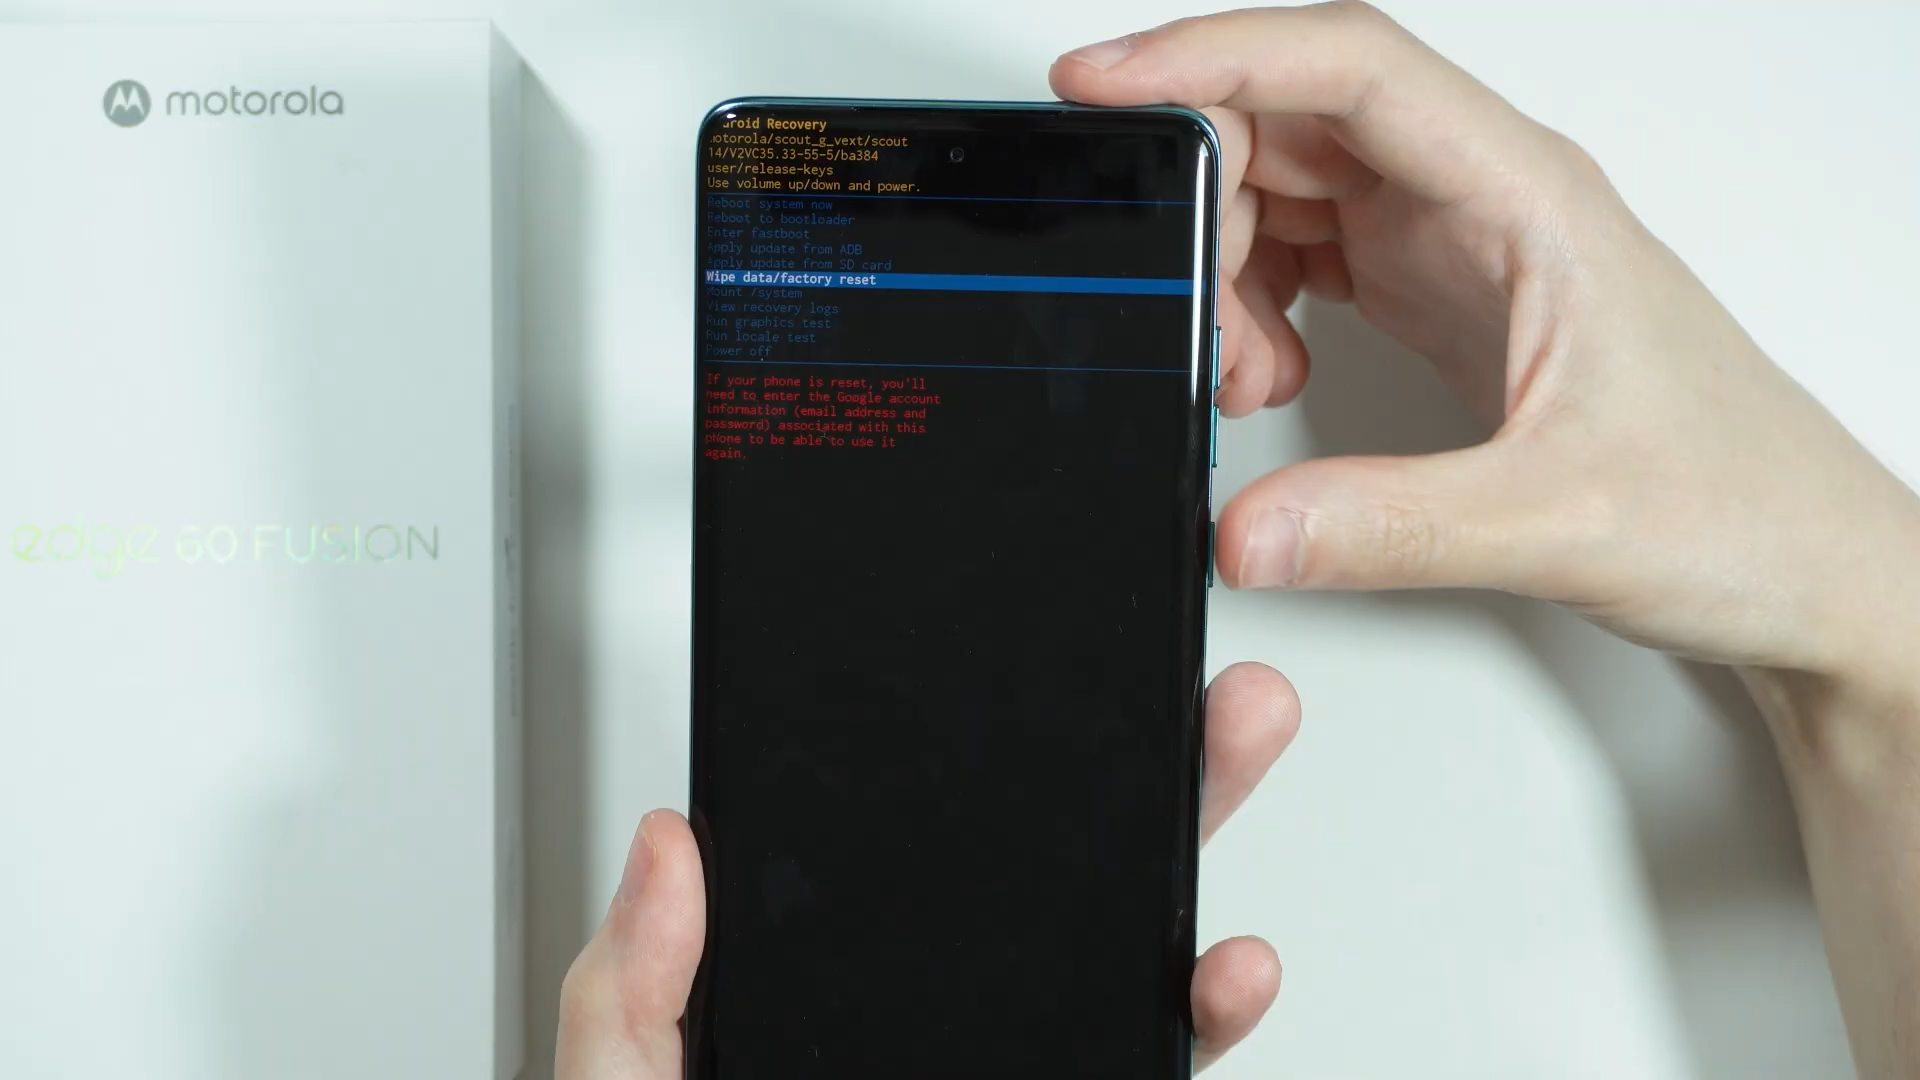 motorola
edge 60 FUSION
droid Recovery
otorola/scout_g_vext/scout
14/V2VC35.33-55-5/ba384
user/release-keys
Use volume up/down and power.
Reboot system now
Reboot to bootloader
Enter fastboot
Apply update from ADB
Apply update from SD card
Wipe data/factory reset
Mount /system
View recovery logs
Run graphics test
Run locale test
Power off
If your phone is reset, you'll
need to enter the Google account
information (email address and
password) associated with this
phone to be able to use it
again.